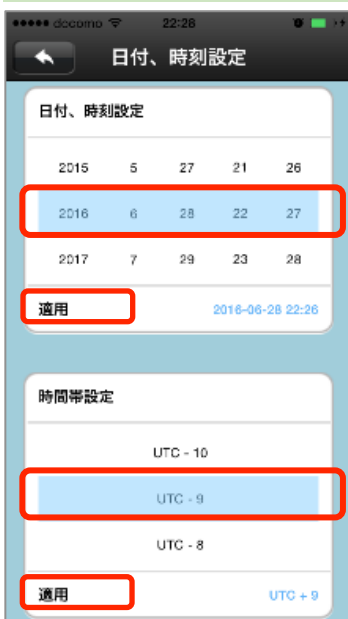 docomo 22:28
日付、時刻設定
日付、時刻設定
2015 5 27 21 26
2016 6 28 22 27
2017 7 29 23 28
適用 2016-06-28 22:26
時間帯設定
UTC - 10
UTC - 9
UTC - 8
適用 UTC + 9